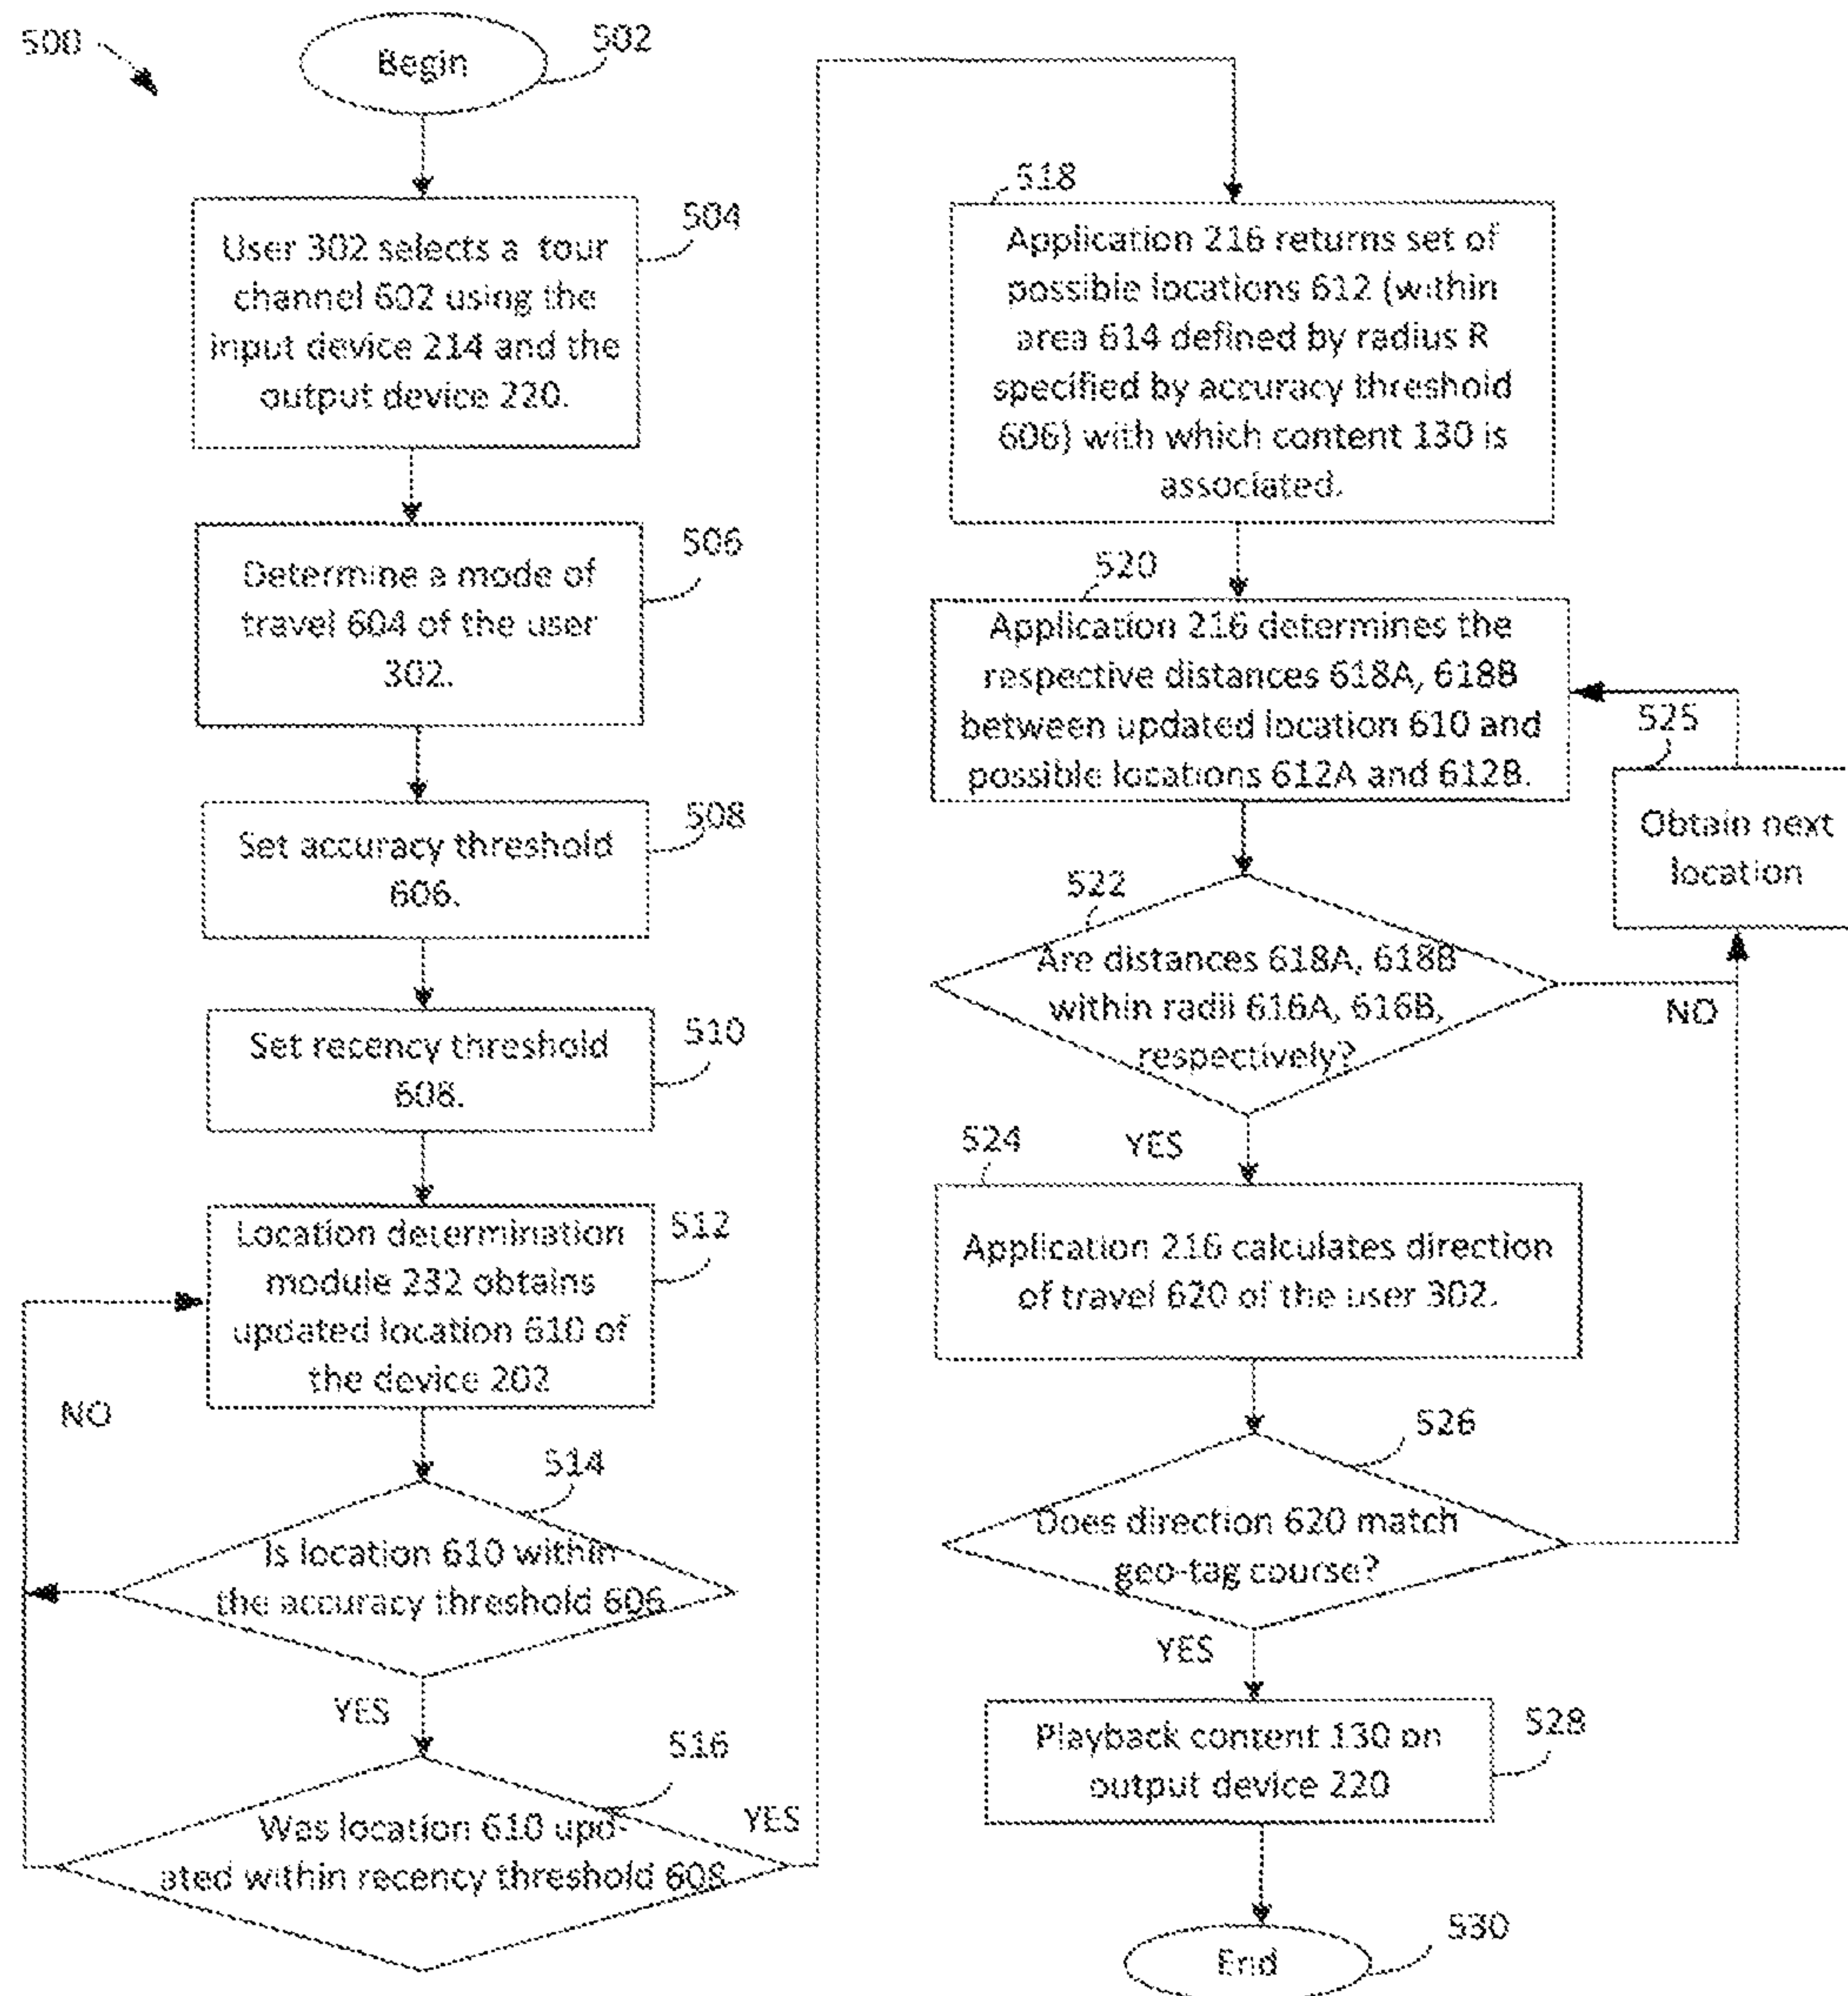 500
Begin
502
User 302 selects a tour
channel 602 using the
input device 214 and the
output device 220.
504
Determine a mode of
travel 604 of the user
302.
506
Set accuracy threshold
606.
508
Set recency threshold
608.
510
Location determination
module 232 obtains
updated location 610 of
the device 202
512
NO
514
Is location 610 within
the accuracy threshold 606
YES
516
Was location 610 upd-
ated within recency threshold 608
YES
518
Application 216 returns set of
possible locations 612 (within
area 614 defined by radius R
specified by accuracy threshold
606) with which content 130 is
associated.
520
Application 216 determines the
respective distances 618A, 618B
between updated location 610 and
possible locations 612A and 612B.
525
Obtain next
location
522
Are distances 618A, 618B
within radii 616A, 616B,
respectively?
NO
YES
524
Application 216 calculates direction
of travel 620 of the user 302.
526
Does direction 620 match
geo-tag course?
YES
Playback content 130 on
output device 220
528
End
530